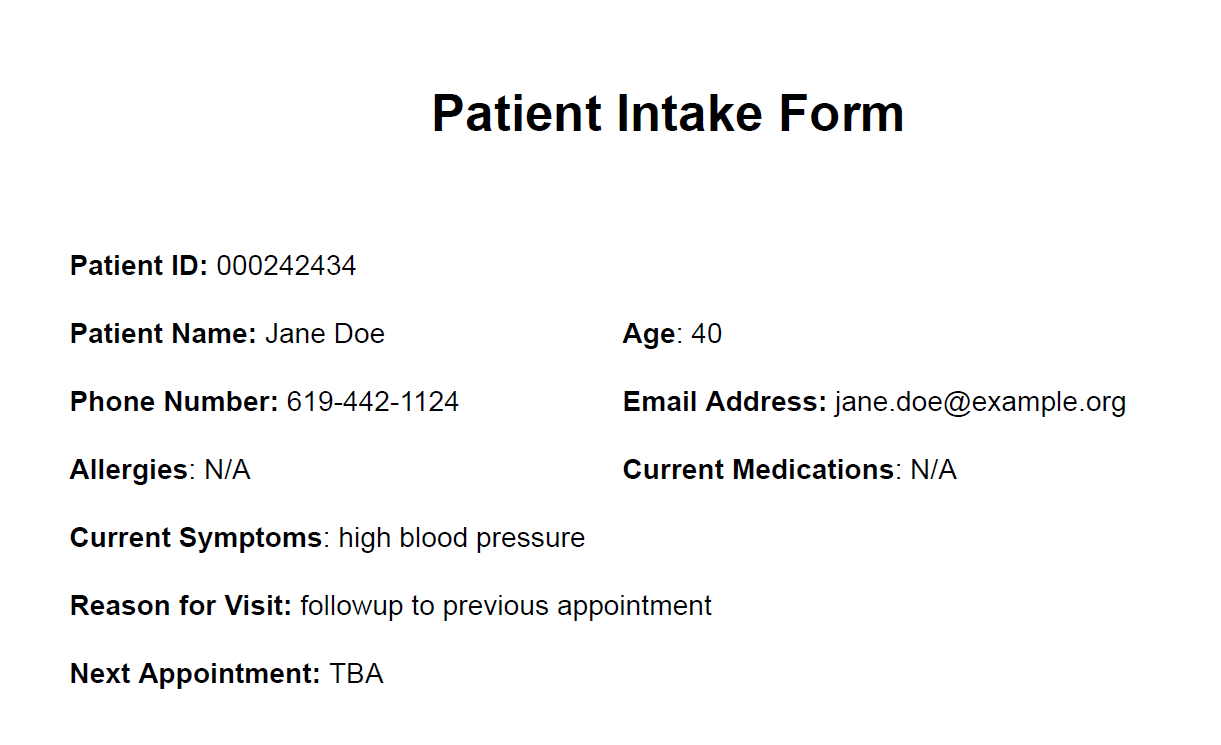 Patient Intake Form
Patient ID: 000242434
Patient Name: Jane Doe
Age: 40
Phone Number: 619-442-1124
Email Address: jane.doe@example.org
Allergies: N/A
Current Medications: N/A
Current Symptoms: high blood pressure
Reason for Visit: followup to previous appointment
Next Appointment: TBA